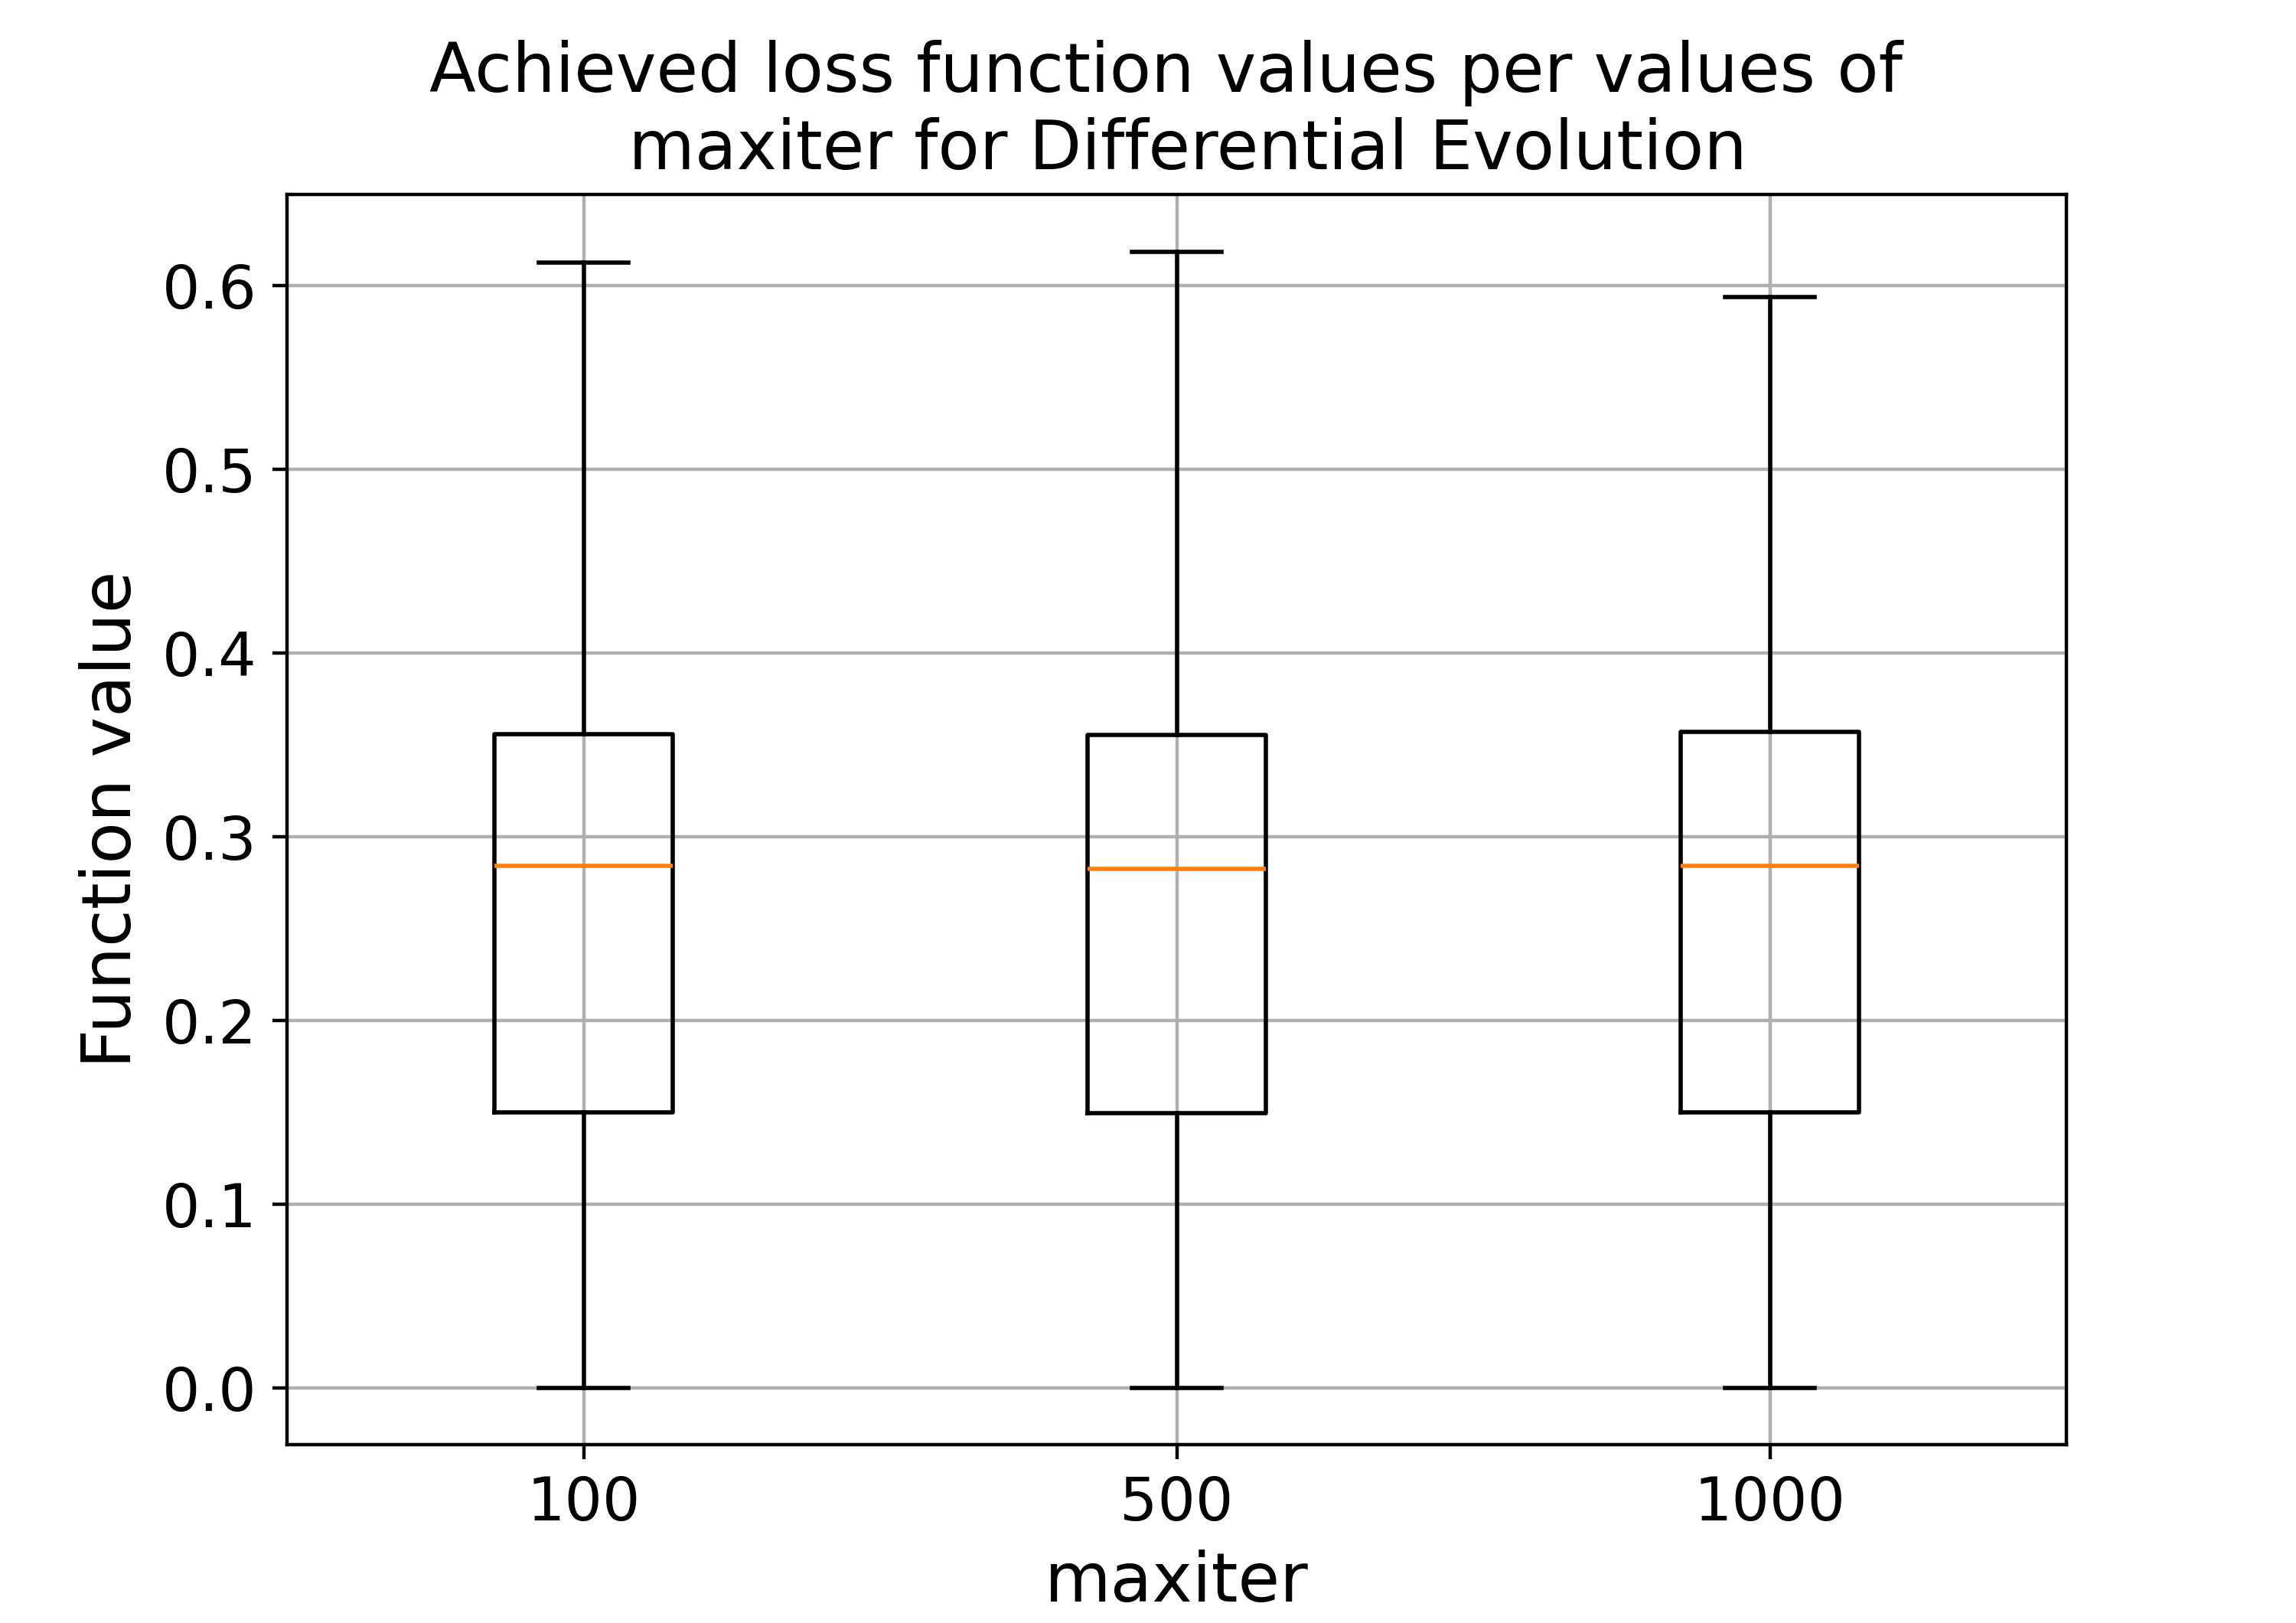 Achieved loss function values per values of
maxiter for Differential Evolution
Function value
0.6
0.5
0.4
0.3
0.2
0.1
0.0
100 500 1000
maxiter